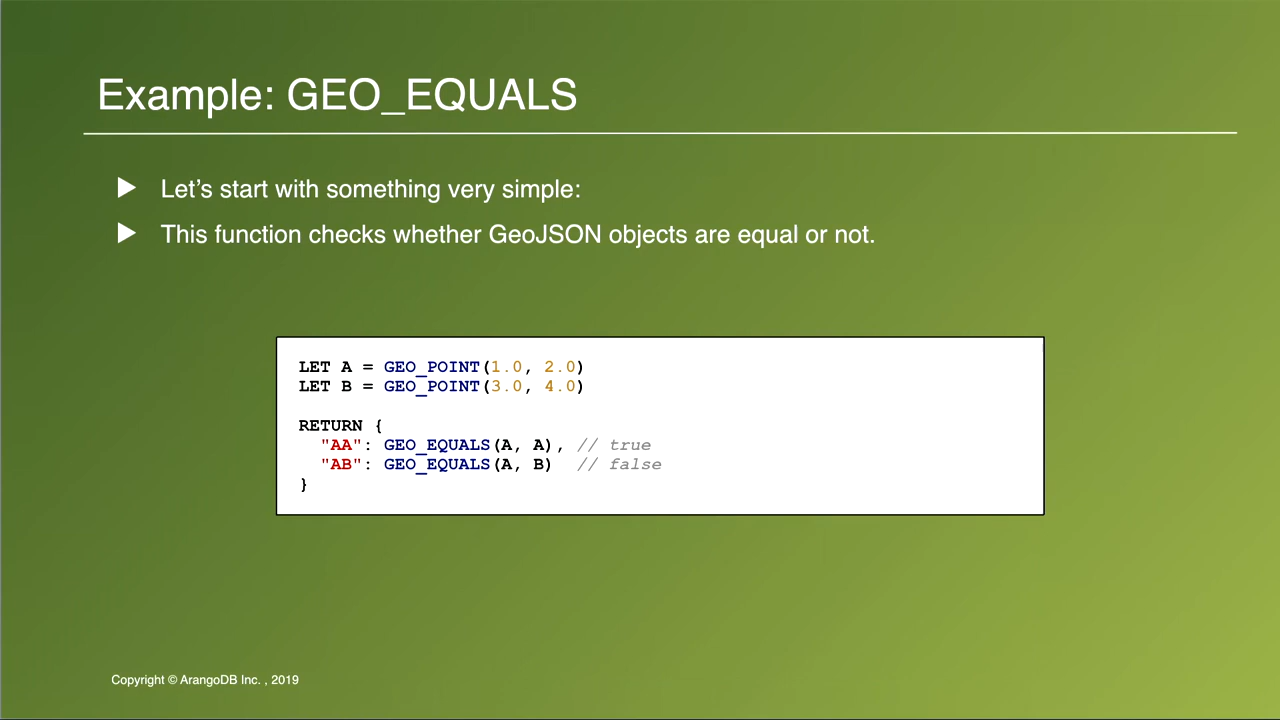 Example: GEO_EQUALS
▶ Let’s start with something very simple:
▶ This function checks whether GeoJSON objects are equal or not.
LET A = GEO_POINT(1.0, 2.0)
LET B = GEO_POINT(3.0, 4.0)
RETURN {
  "AA": GEO_EQUALS(A, A), // true
  "AB": GEO_EQUALS(A, B)  // false
}
Copyright © ArangoDB Inc. , 2019